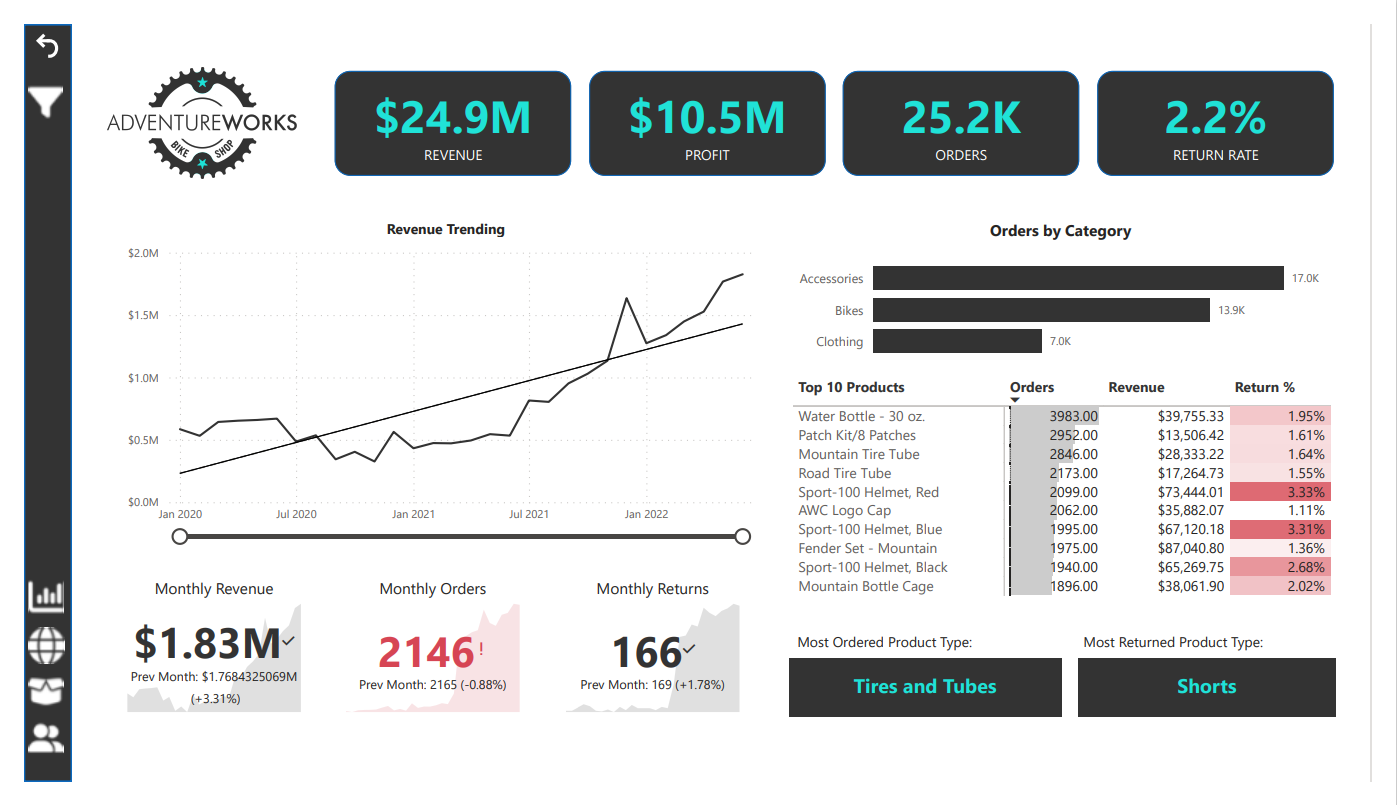 ADVENTUREWORKS
BIKE SHOP
$24.9M
REVENUE
$10.5M
PROFIT
25.2K
ORDERS
2.2%
RETURN RATE
Revenue Trending
$2.0M
$1.5M
$1.0M
$0.5M
$0.0M
Jan 2020 Jul 2020 Jan 2021 Jul 2021 Jan 2022
Orders by Category
Accessories 17.0K
Bikes 13.9K
Clothing 7.0K
Top 10 Products Orders Revenue Return %
Water Bottle - 30 oz. 3983.00 $39,755.33 1.95%
Patch Kit/8 Patches 2952.00 $13,506.42 1.61%
Mountain Tire Tube 2846.00 $28,333.22 1.64%
Road Tire Tube 2173.00 $17,264.73 1.55%
Sport-100 Helmet, Red 2099.00 $73,444.01 3.33%
AWC Logo Cap 2062.00 $35,882.07 1.11%
Sport-100 Helmet, Blue 1995.00 $67,120.18 3.31%
Fender Set - Mountain 1975.00 $87,040.80 1.36%
Sport-100 Helmet, Black 1940.00 $65,269.75 2.68%
Mountain Bottle Cage 1896.00 $38,061.90 2.02%
Monthly Revenue
$1.83M
Prev Month: $1.7684325069M
(+3.31%)
Monthly Orders
2146!
Prev Month: 2165 (-0.88%)
Monthly Returns
166
Prev Month: 169 (+1.78%)
Most Ordered Product Type:
Tires and Tubes
Most Returned Product Type:
Shorts